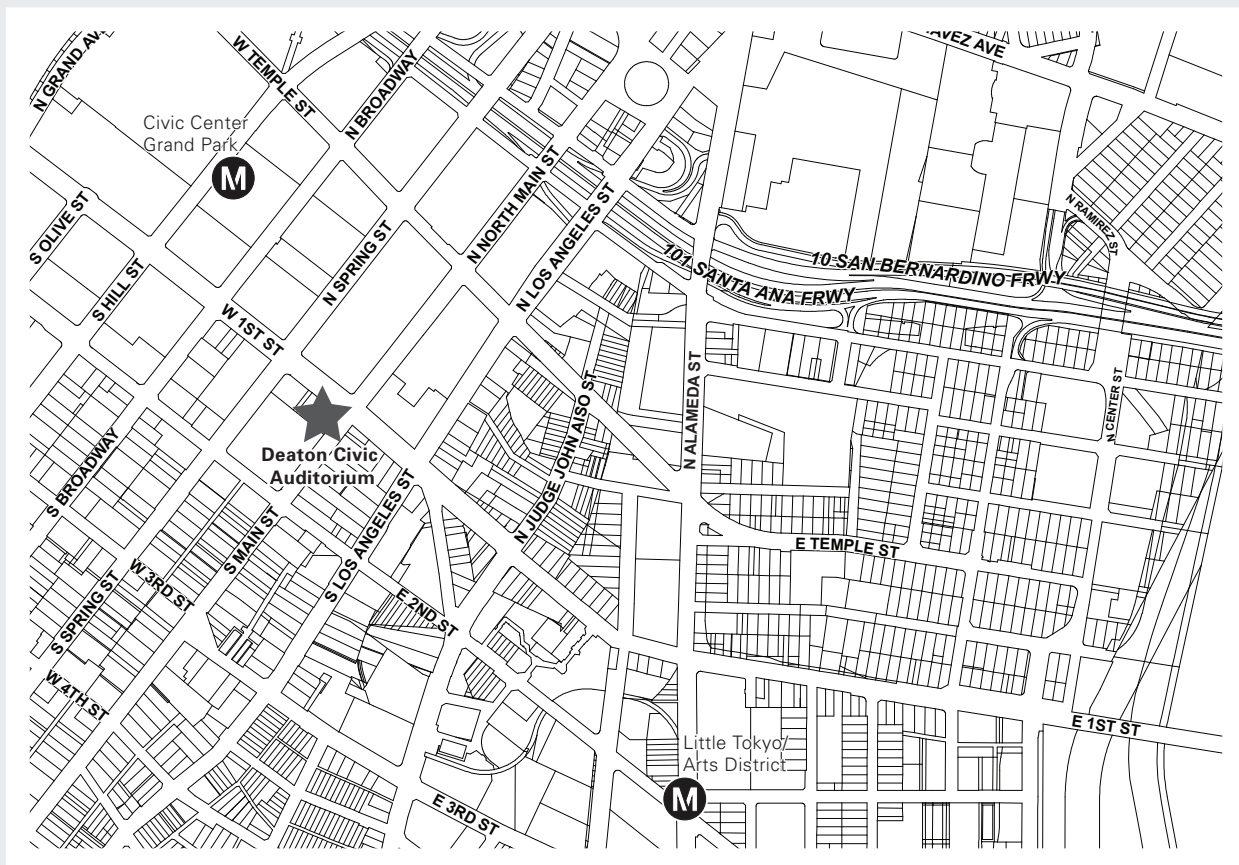 N GRAND AV
W TEMPLE ST
N BROADWAY
AVEZ AVE
Civic Center
Grand Park
M
S OLIVE ST
S HILL ST
N SPRING ST
N NORTH MAIN ST
N LOS ANGELES ST
N RAMIREZ ST
101 SANTA ANA FRWY
10 SAN BERNARDINO FRWY
W 1ST ST
N JUDGE JOHN AISO ST
N ALAMEDA ST
N CENTER ST
Deaton Civic
Auditorium
S BROADWAY
S MAIN ST
S LOS ANGELES ST
E TEMPLE ST
W 3RD ST
S SPRING ST
E 2ND ST
W 4TH ST
E 1ST ST
Little Tokyo/
Arts District
M
E 3RD ST